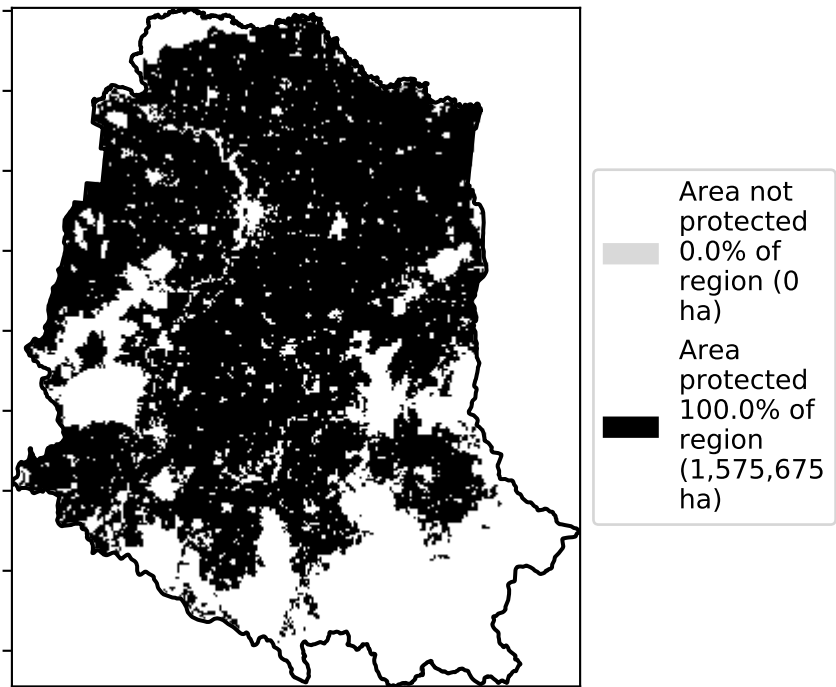 Area not
protected
0.0% of
region (0
ha)
Area
protected
100.0% of
region
(1,575,675
ha)